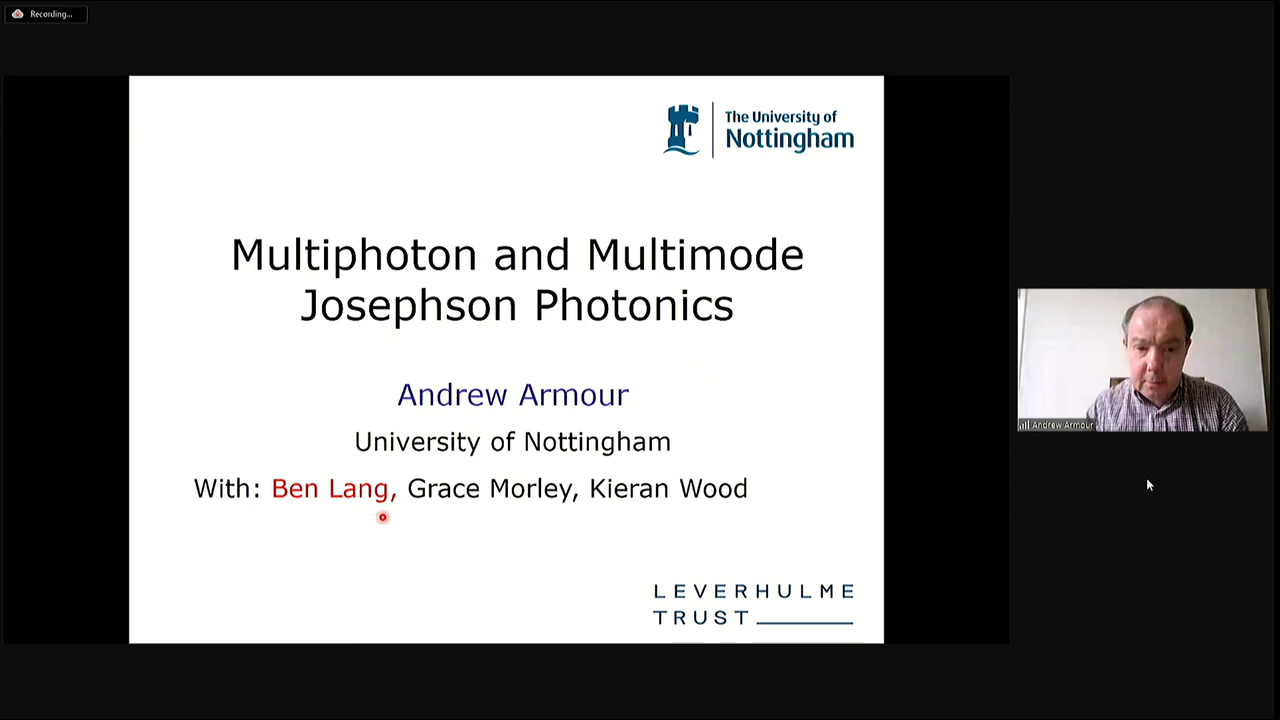 Recording...
The University of
Nottingham
Multiphoton and Multimode
Josephson Photonics
Andrew Armour
University of Nottingham
With: Ben Lang, Grace Morley, Kieran Wood
Andrew Armour
LEVERHULME
TRUST